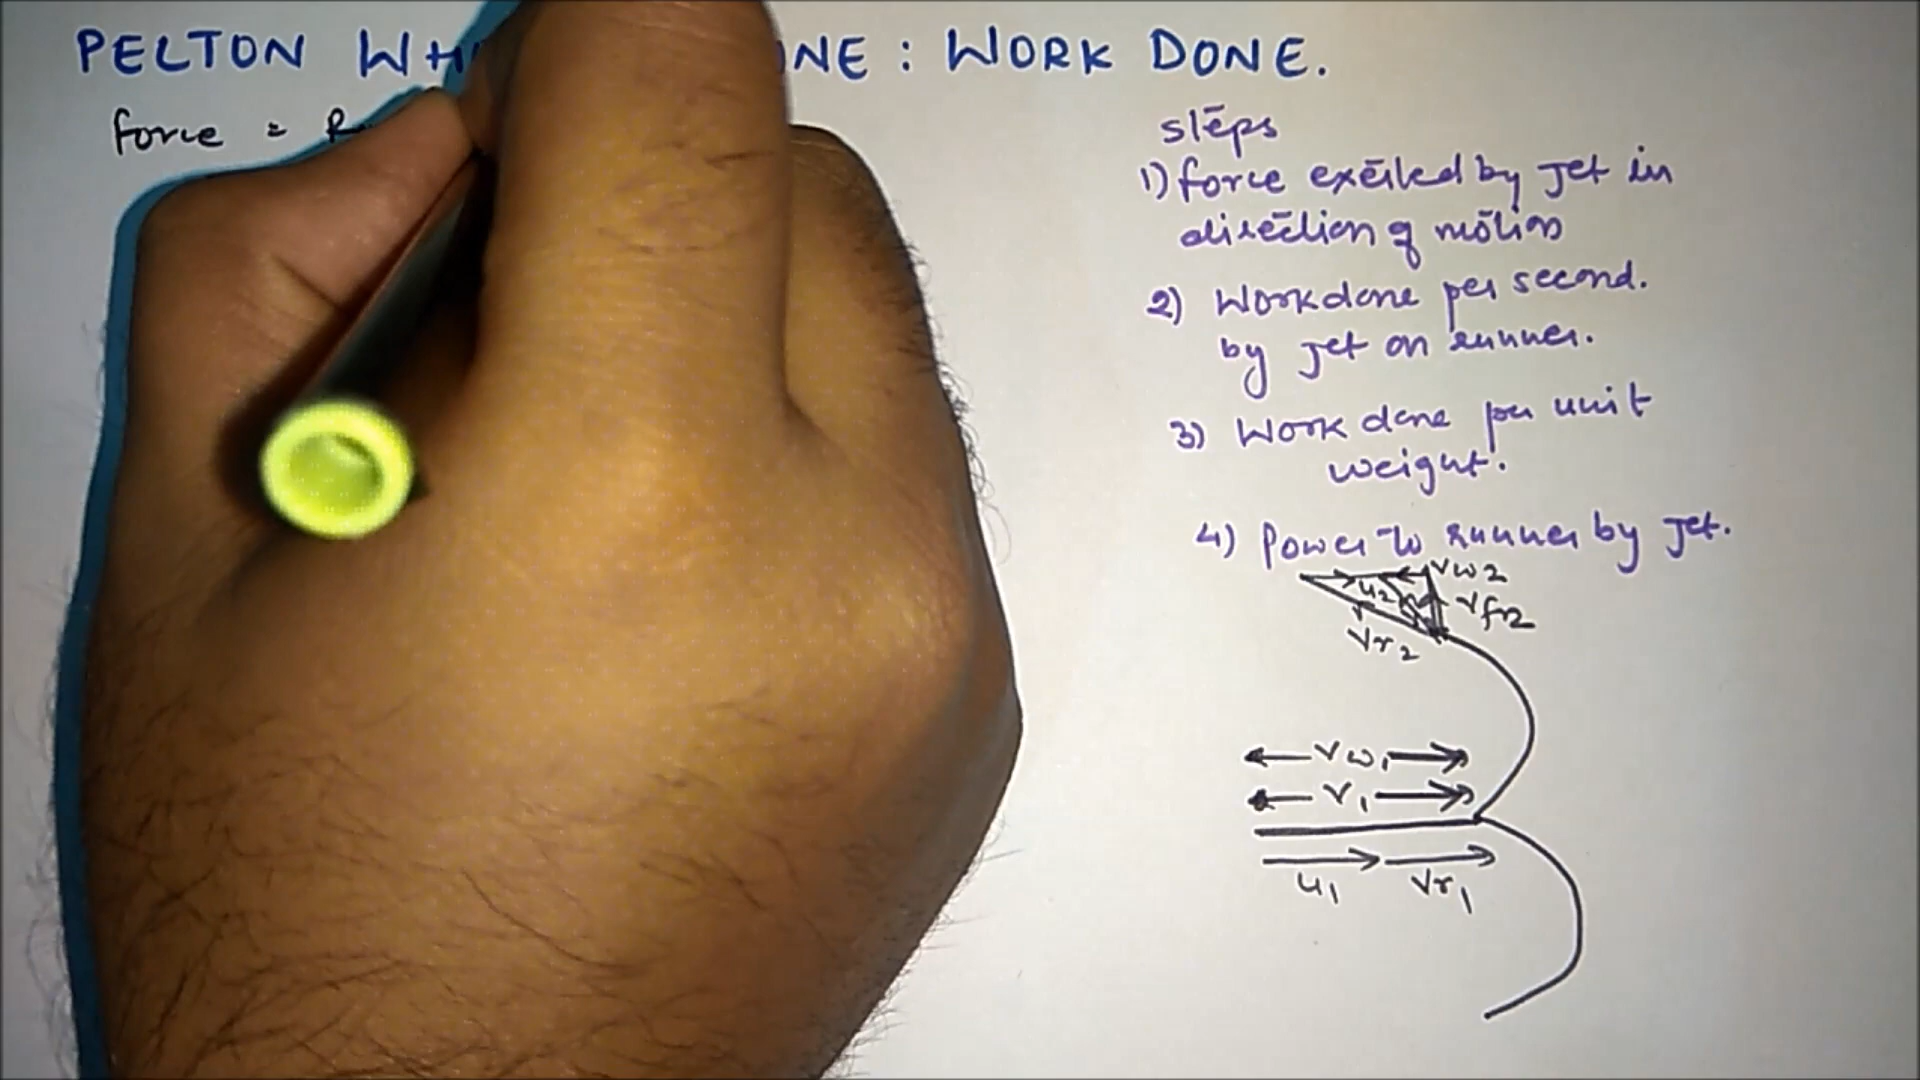 PELTON WH NE : WORK DONE.
force =
steps
1) force exerted by Jet in
direction of motion
2) Workdone per second.
by Jet on runner.
3) Work done per unit
weight.
4) Power to runner by Jet.
Vw2
u2
Vf2
Vr2
Vw1
V1
u1 Vr1